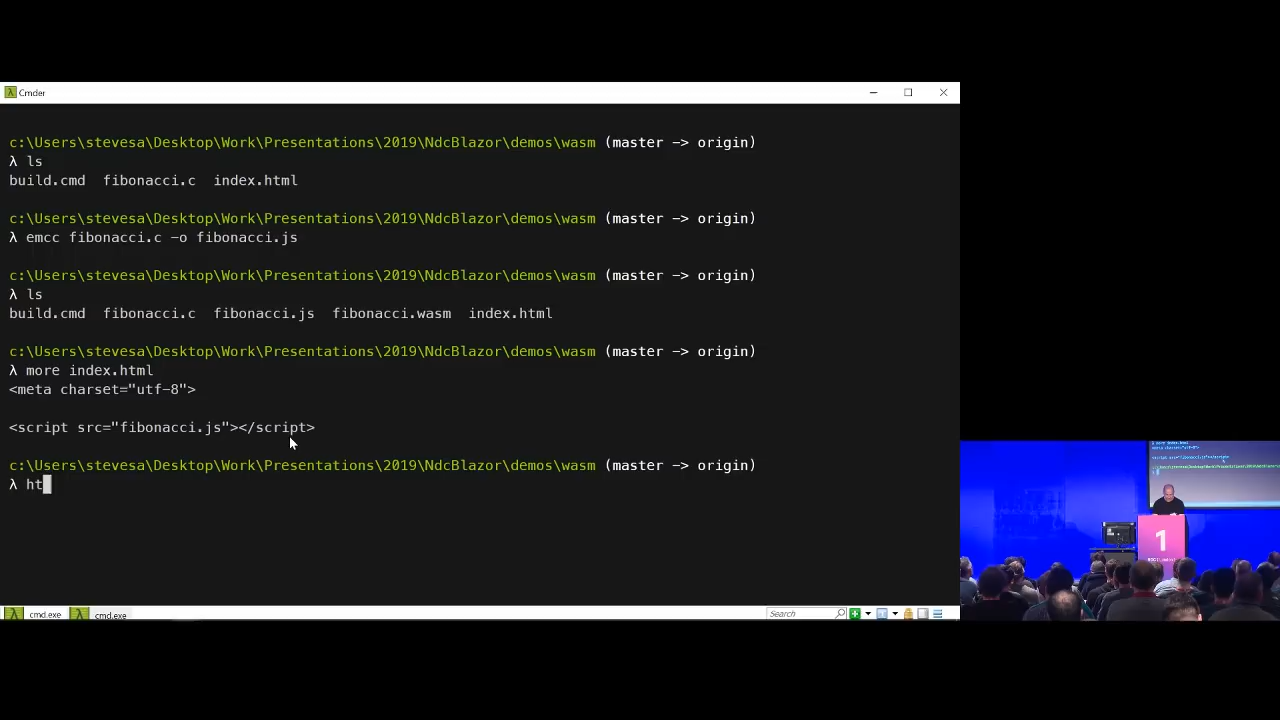 Cmder
c:\Users\stevesa\Desktop\Work\Presentations\2019\NdcBlazor\demos\wasm (master -> origin)
λ ls
build.cmd  fibonacci.c  index.html
c:\Users\stevesa\Desktop\Work\Presentations\2019\NdcBlazor\demos\wasm (master -> origin)
λ emcc fibonacci.c -o fibonacci.js
c:\Users\stevesa\Desktop\Work\Presentations\2019\NdcBlazor\demos\wasm (master -> origin)
λ ls
build.cmd  fibonacci.c  fibonacci.js  fibonacci.wasm  index.html
c:\Users\stevesa\Desktop\Work\Presentations\2019\NdcBlazor\demos\wasm (master -> origin)
λ more index.html
<meta charset="utf-8">
<script src="fibonacci.js"></script>
c:\Users\stevesa\Desktop\Work\Presentations\2019\NdcBlazor\demos\wasm (master -> origin)
λ ht
1
cmd.exe cmd.exe Search